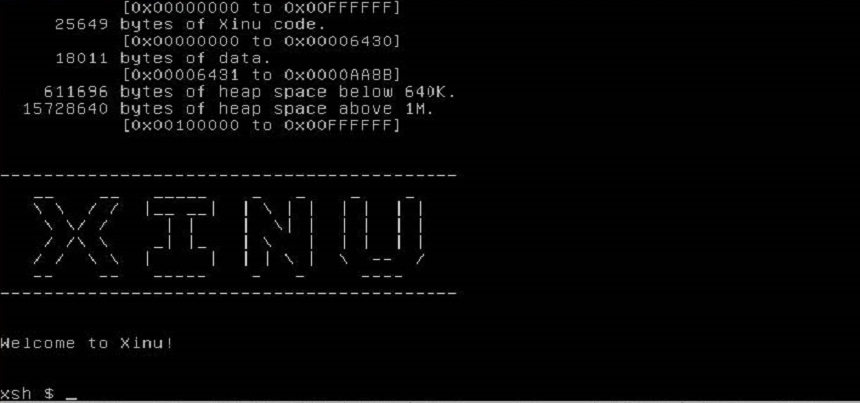 [0x00000000 to 0x00FFFFFF]
25649 bytes of Xinu code.
[0x00000000 to 0x00006430]
18011 bytes of data.
[0x00006431 to 0x0000AA8B]
611696 bytes of heap space below 640K.
15728640 bytes of heap space above 1M.
[0x00100000 to 0x00FFFFFF]
XINU
Welcome to Xinu!
xsh $ _